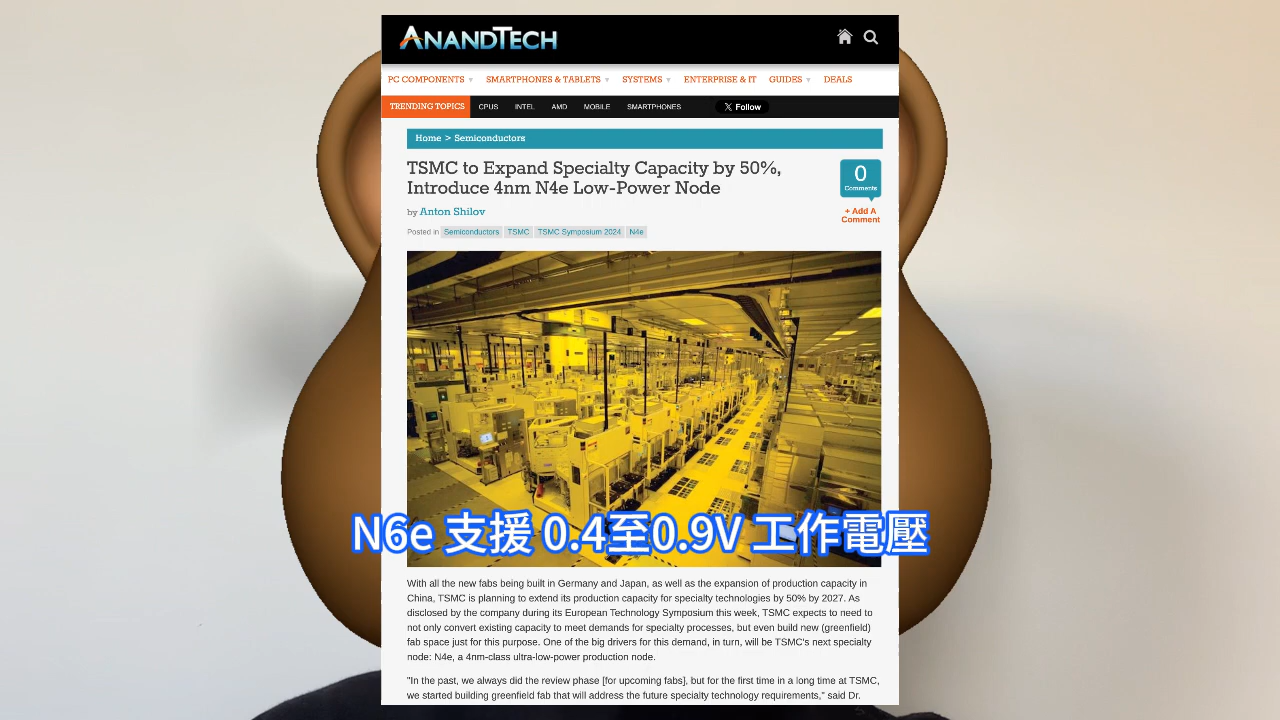 ANANDTECH
PC COMPONENTS SMARTPHONES & TABLETS SYSTEMS ENTERPRISE & IT GUIDES DEALS
TRENDING TOPICS CPUS INTEL AMD MOBILE SMARTPHONES X Follow
Home > Semiconductors
TSMC to Expand Specialty Capacity by 50%,
Introduce 4nm N4e Low-Power Node
0
Comments
by Anton Shilov
+ Add A
Comment
Posted in Semiconductors TSMC TSMC Symposium 2024 N4e
N6e 支援 0.4至0.9V 工作電壓
With all the new fabs being built in Germany and Japan, as well as the expansion of production capacity in
China, TSMC is planning to extend its production capacity for specialty technologies by 50% by 2027. As
disclosed by the company during its European Technology Symposium this week, TSMC expects to need to
not only convert existing capacity to meet demands for specialty processes, but even build new (greenfield)
fab space just for this purpose. One of the big drivers for this demand, in turn, will be TSMC's next specialty
node: N4e, a 4nm-class ultra-low-power production node.
"In the past, we always did the review phase [for upcoming fabs], but for the first time in a long time at TSMC,
we started building greenfield fab that will address the future specialty technology requirements," said Dr.